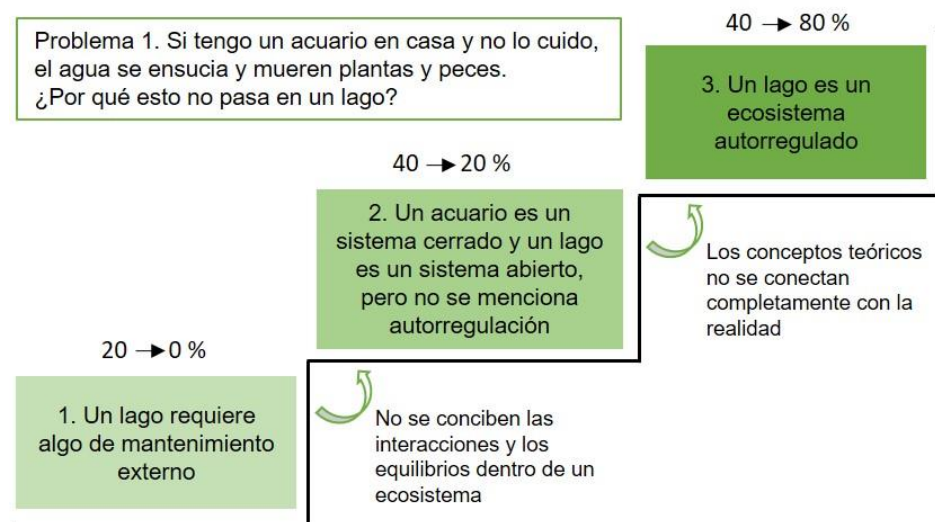 Problema 1. Si tengo un acuario en casa y no lo cuido,
el agua se ensucia y mueren plantas y peces.
¿Por qué esto no pasa en un lago?
40 → 80 %
3. Un lago es un
ecosistema
autorregulado
40 → 20 %
2. Un acuario es un
sistema cerrado y un lago
es un sistema abierto,
pero no se menciona
autorregulación
Los conceptos teóricos
no se conectan
completamente con la
realidad
20 → 0 %
1. Un lago requiere
algo de mantenimiento
externo
No se conciben las
interacciones y los
equilibrios dentro de un
ecosistema